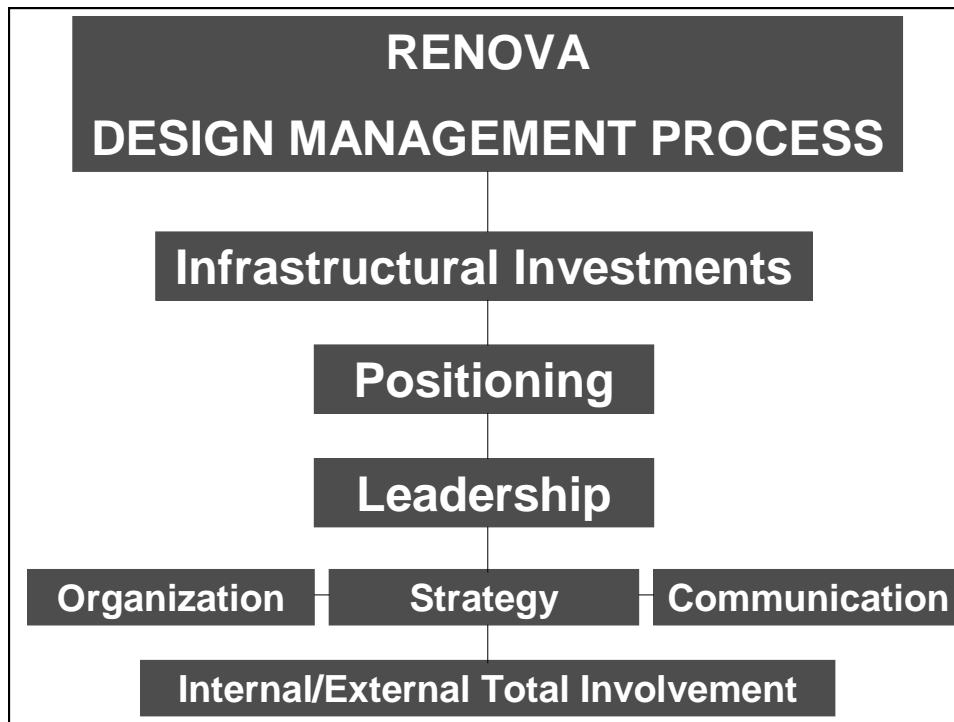 RENOVA
DESIGN MANAGEMENT PROCESS
Infrastructural Investments
Positioning
Leadership
Organization
Strategy
Communication
Internal/External Total Involvement